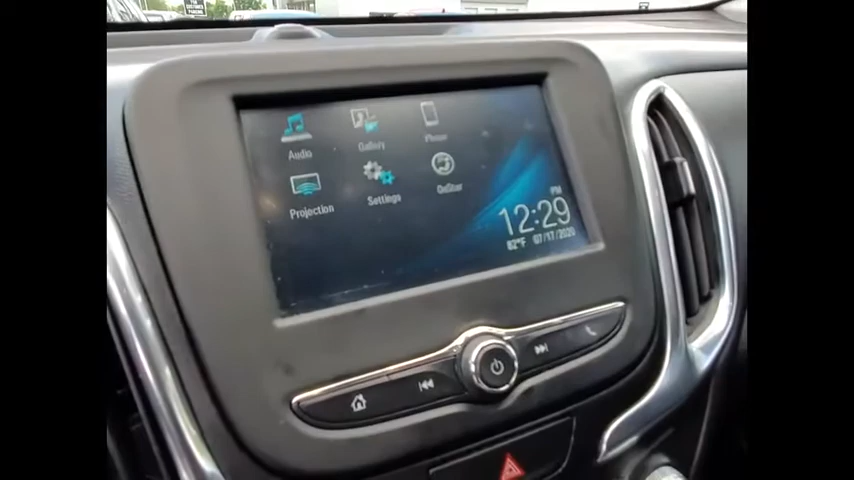 Audio
Gallery
Phone
Projection
Settings
OnStar
PM
12:29
82°F 07/17/2020